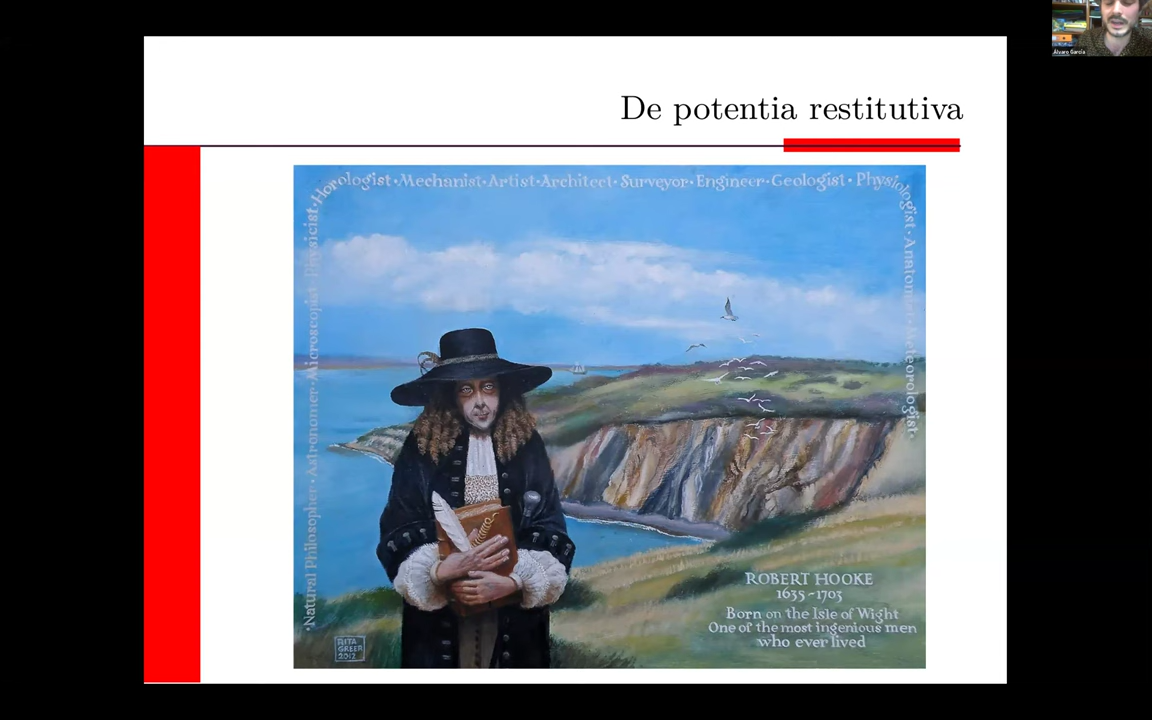 Álvaro García
De potentia restitutiva
·Natural Philosopher·Astronomer·Microscopist·Physicist·Horologist·Mechanist·Artist·Architect·Surveyor·Engineer·Geologist·Physiologist·Anatomist·Meteorologist·
ROBERT HOOKE
1635-1703
Born on the Isle of Wight
One of the most ingenious men
who ever lived
RITA
GREER
2012